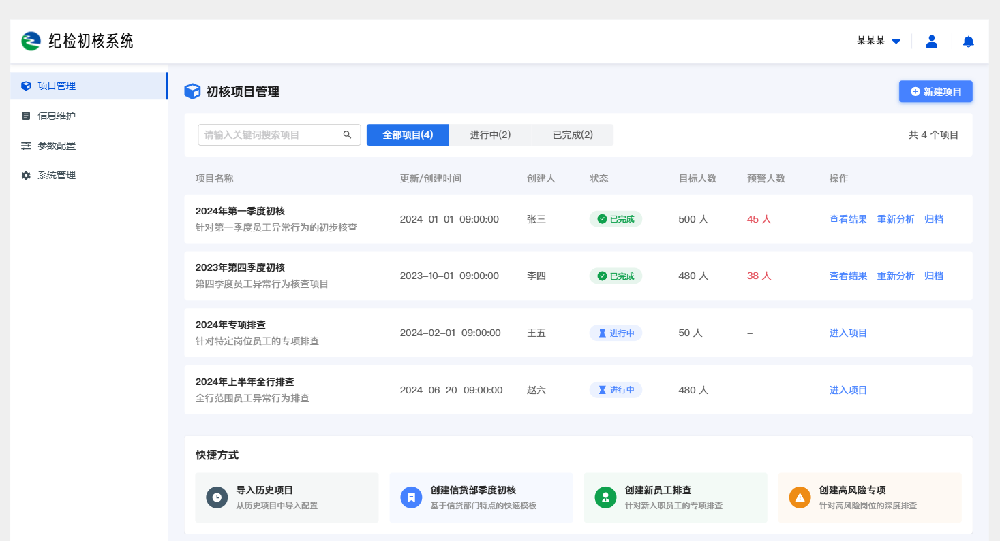 纪检初核系统
某某某
项目管理
信息维护
参数配置
系统管理
初核项目管理
新建项目
请输入关键词搜索项目
全部项目(4)
进行中(2)
已完成(2)
共 4 个项目
项目名称 更新/创建时间 创建人 状态 目标人数 预警人数 操作
2024年第一季度初核
针对第一季度员工异常行为的初步核查
2024-01-01 09:00:00 张三 已完成 500 人 45 人 查看结果 重新分析 归档
2023年第四季度初核
第四季度员工异常行为核查项目
2023-10-01 09:00:00 李四 已完成 480 人 38 人 查看结果 重新分析 归档
2024年专项排查
针对特定岗位员工的专项排查
2024-02-01 09:00:00 王五 进行中 50 人 – 进入项目
2024年上半年全行排查
全行范围员工异常行为排查
2024-06-20 09:00:00 赵六 进行中 480 人 – 进入项目
快捷方式
导入历史项目
从历史项目中导入配置
创建信贷部季度初核
基于信贷部门特点的快速模板
创建新员工排查
针对新入职员工的专项排查
创建高风险专项
针对高风险岗位的深度排查